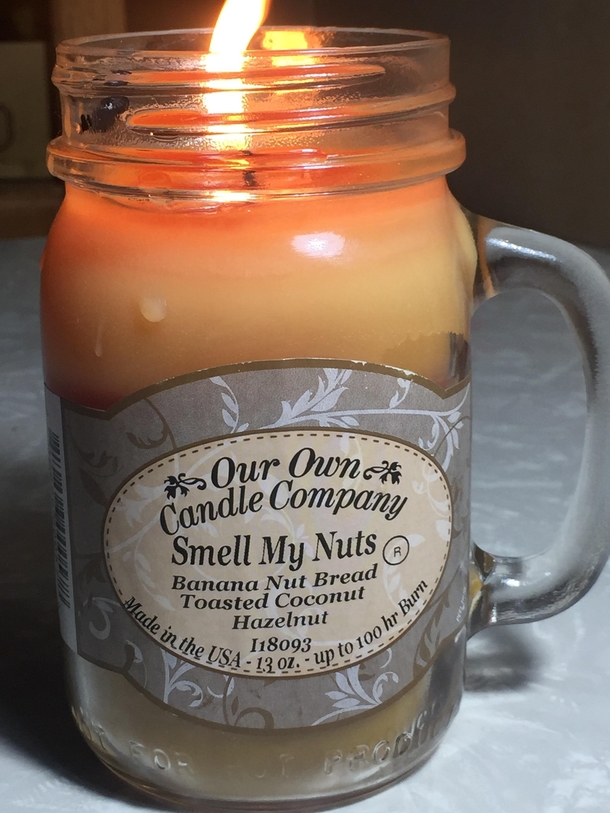 Our Own
Candle Company
Smell My Nuts R
Banana Nut Bread
Toasted Coconut
Hazelnut
I18093
Made in the USA - 13 oz. - up to 100 hr Burn
FOR